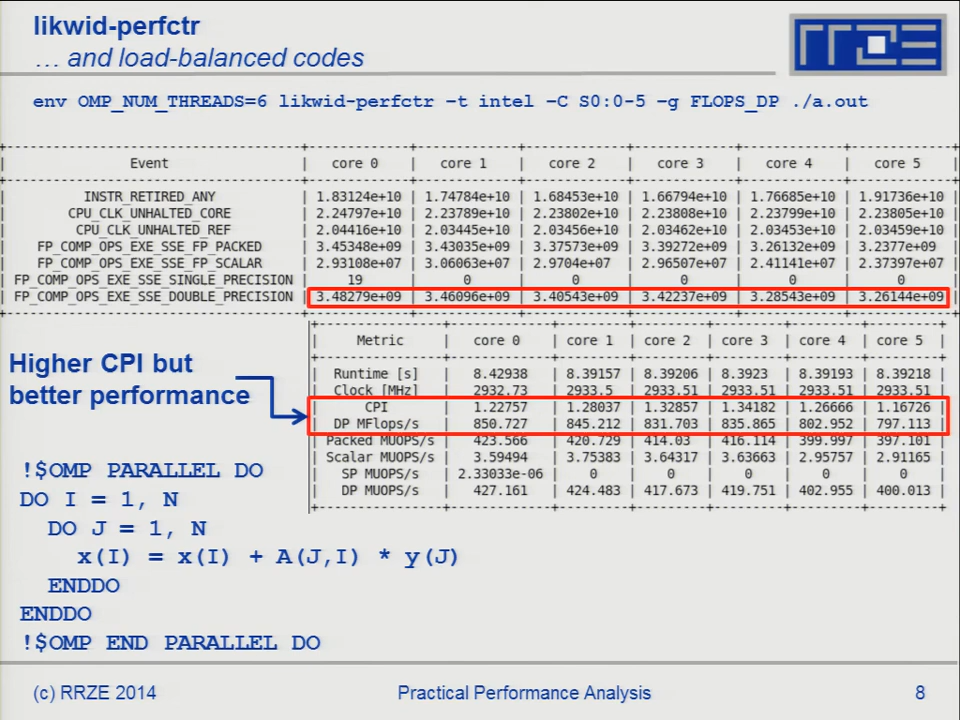 likwid-perfctr
… and load-balanced codes
RRZE
env OMP_NUM_THREADS=6 likwid-perfctr –t intel –C S0:0-5 –g FLOPS_DP ./a.out
| Event | core 0 | core 1 | core 2 | core 3 | core 4 | core 5 |
| INSTR_RETIRED_ANY | 1.83124e+10 | 1.74784e+10 | 1.68453e+10 | 1.66794e+10 | 1.76685e+10 | 1.91736e+10 |
| CPU_CLK_UNHALTED_CORE | 2.24797e+10 | 2.23789e+10 | 2.23802e+10 | 2.23808e+10 | 2.23799e+10 | 2.23805e+10 |
| CPU_CLK_UNHALTED_REF | 2.04416e+10 | 2.03445e+10 | 2.03456e+10 | 2.03462e+10 | 2.03453e+10 | 2.03459e+10 |
| FP_COMP_OPS_EXE_SSE_FP_PACKED | 3.45348e+09 | 3.43035e+09 | 3.37573e+09 | 3.39272e+09 | 3.26132e+09 | 3.2377e+09 |
| FP_COMP_OPS_EXE_SSE_FP_SCALAR | 2.93108e+07 | 3.06063e+07 | 2.9704e+07 | 2.96507e+07 | 2.41141e+07 | 2.37397e+07 |
| FP_COMP_OPS_EXE_SSE_SINGLE_PRECISION | 19 | 0 | 0 | 0 | 0 | 0 |
| FP_COMP_OPS_EXE_SSE_DOUBLE_PRECISION | 3.48279e+09 | 3.46096e+09 | 3.40543e+09 | 3.42237e+09 | 3.28543e+09 | 3.26144e+09 |
| Metric | core 0 | core 1 | core 2 | core 3 | core 4 | core 5 |
| Runtime [s] | 8.42938 | 8.39157 | 8.39206 | 8.3923 | 8.39193 | 8.39218 |
| Clock [MHz] | 2932.73 | 2933.5 | 2933.51 | 2933.51 | 2933.51 | 2933.51 |
| CPI | 1.22757 | 1.28037 | 1.32857 | 1.34182 | 1.26666 | 1.16726 |
| DP MFlops/s | 850.727 | 845.212 | 831.703 | 835.865 | 802.952 | 797.113 |
| Packed MUOPS/s | 423.566 | 420.729 | 414.03 | 416.114 | 399.997 | 397.101 |
| Scalar MUOPS/s | 3.59494 | 3.75383 | 3.64317 | 3.63663 | 2.95757 | 2.91165 |
| SP MUOPS/s | 2.33033e-06 | 0 | 0 | 0 | 0 | 0 |
| DP MUOPS/s | 427.161 | 424.483 | 417.673 | 419.751 | 402.955 | 400.013 |
Higher CPI but
better performance
!$OMP PARALLEL DO
DO I = 1, N
DO J = 1, N
x(I) = x(I) + A(J,I) * y(J)
ENDDO
ENDDO
!$OMP END PARALLEL DO
(c) RRZE 2014
Practical Performance Analysis
8